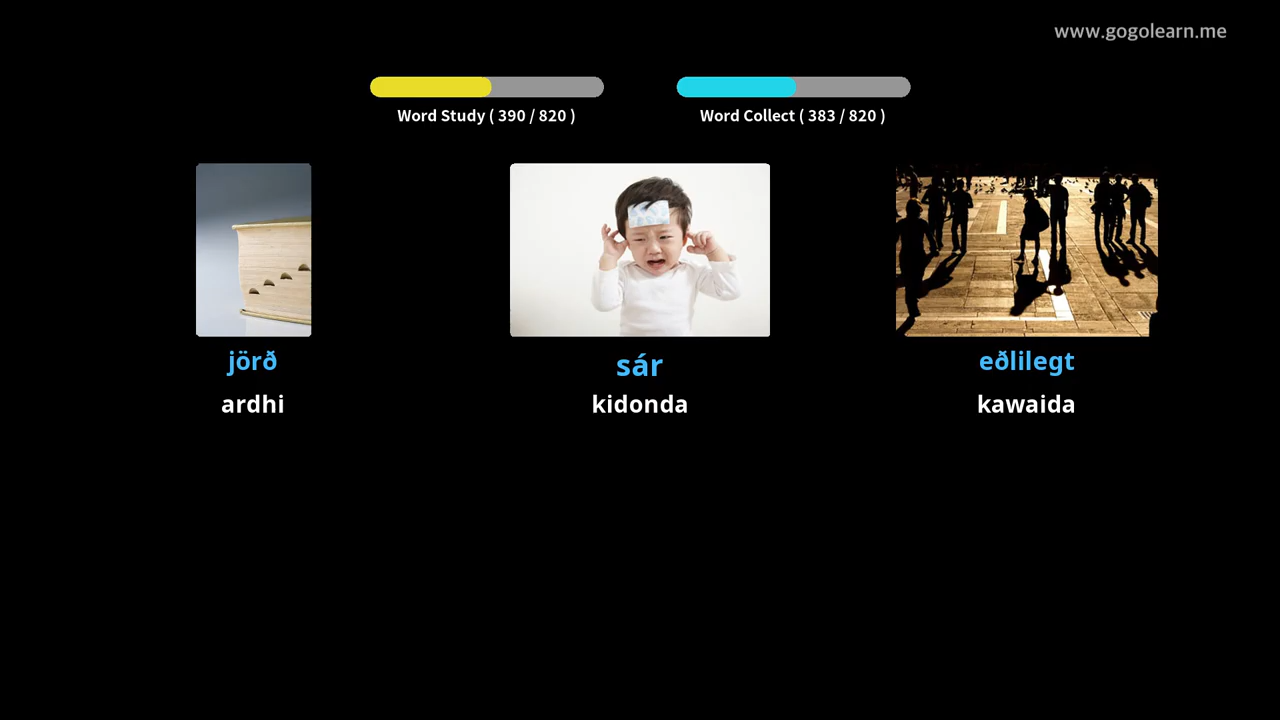 www.gogolearn.me
Word Study ( 390 / 820 )
Word Collect ( 383 / 820 )
jörð
sár
eðlilegt
ardhi
kidonda
kawaida